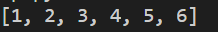 [1, 2, 3, 4, 5, 6]